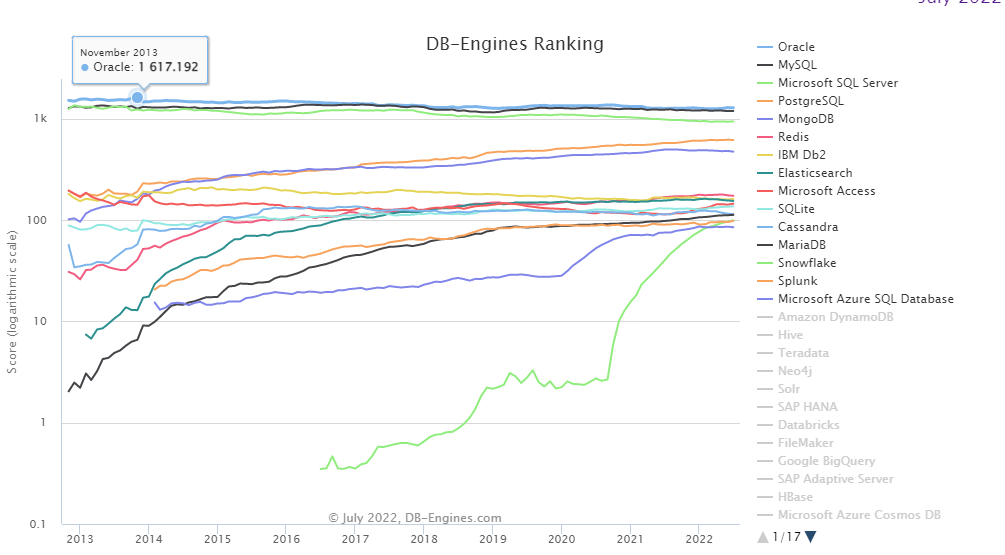 July 2022
DB-Engines Ranking
November 2013
Oracle: 1 617.192
Score (logarithmic scale)
1k
100
10
1
0.1
2013 2014 2015 2016 2017 2018 2019 2020 2021 2022
© July 2022, DB-Engines.com
Oracle
MySQL
Microsoft SQL Server
PostgreSQL
MongoDB
Redis
IBM Db2
Elasticsearch
Microsoft Access
SQLite
Cassandra
MariaDB
Snowflake
Splunk
Microsoft Azure SQL Database
Amazon DynamoDB
Hive
Teradata
Neo4j
Solr
SAP HANA
Databricks
FileMaker
Google BigQuery
SAP Adaptive Server
HBase
Microsoft Azure Cosmos DB
1/17